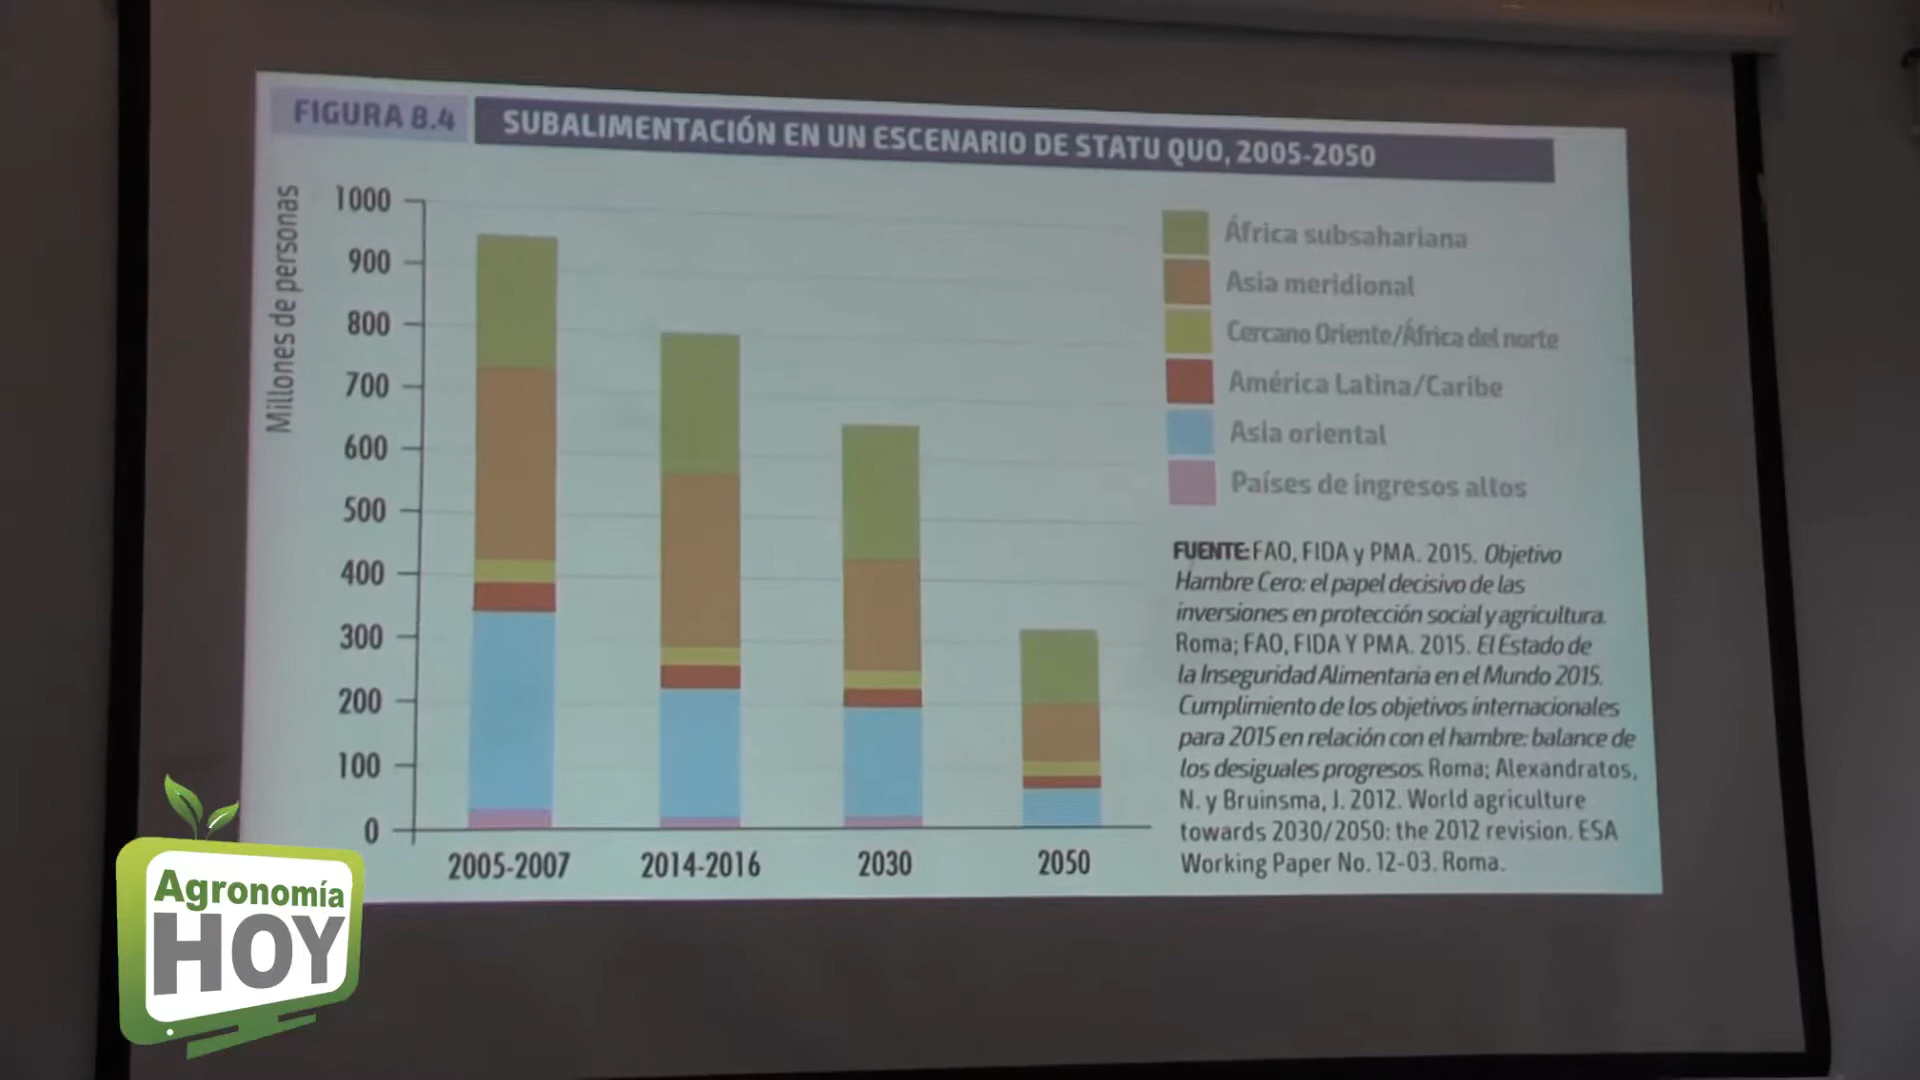 FIGURA 8.4
SUBALIMENTACIÓN EN UN ESCENARIO DE STATU QUO, 2005-2050
Millones de personas
1000
900
800
700
600
500
400
300
200
100
0
2005-2007
2014-2016
2030
2050
África subsahariana
Asia meridional
Cercano Oriente/África del norte
América Latina/Caribe
Asia oriental
Países de ingresos altos
FUENTE: FAO, FIDA y PMA. 2015. Objetivo
Hambre Cero: el papel decisivo de las
inversiones en protección social y agricultura.
Roma; FAO, FIDA Y PMA. 2015. El Estado de
la Inseguridad Alimentaria en el Mundo 2015.
Cumplimiento de los objetivos internacionales
para 2015 en relación con el hambre: balance de
los desiguales progresos. Roma; Alexandratos,
N. y Bruinsma, J. 2012. World agriculture
towards 2030/2050: the 2012 revision. ESA
Working Paper No. 12-03. Roma.
Agronomía
HOY